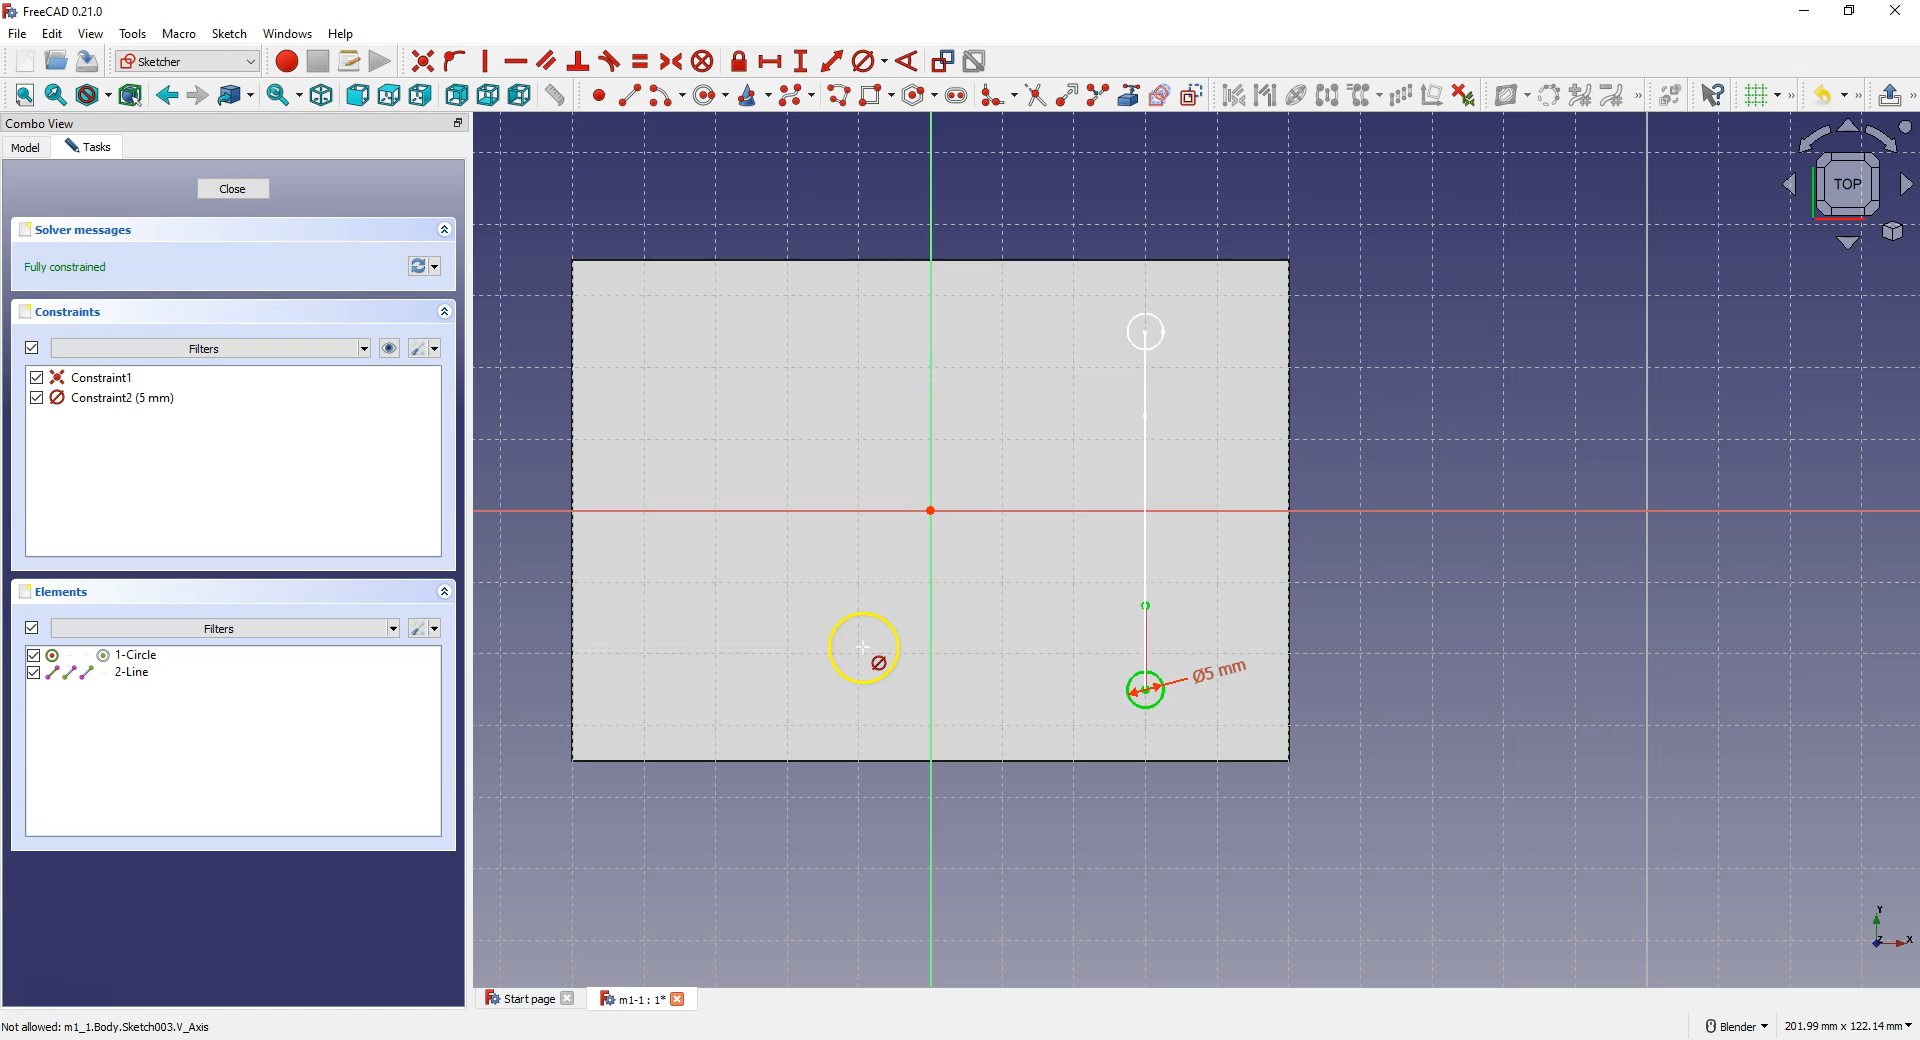 FreeCAD 0.21.0
File Edit View Tools Macro Sketch Windows Help
Sketcher
Combo View
Model Tasks
Close
Solver messages
Fully constrained
Constraints
Filters
Constraint1
Constraint2 (5 mm)
Elements
Filters
1-Circle
2-Line
TOP
Ø5 mm
Y
Z X
Start page m1-1 : 1*
Not allowed: m1_1.Body.Sketch003.V_Axis
Blender 201.99 mm x 122.14 mm